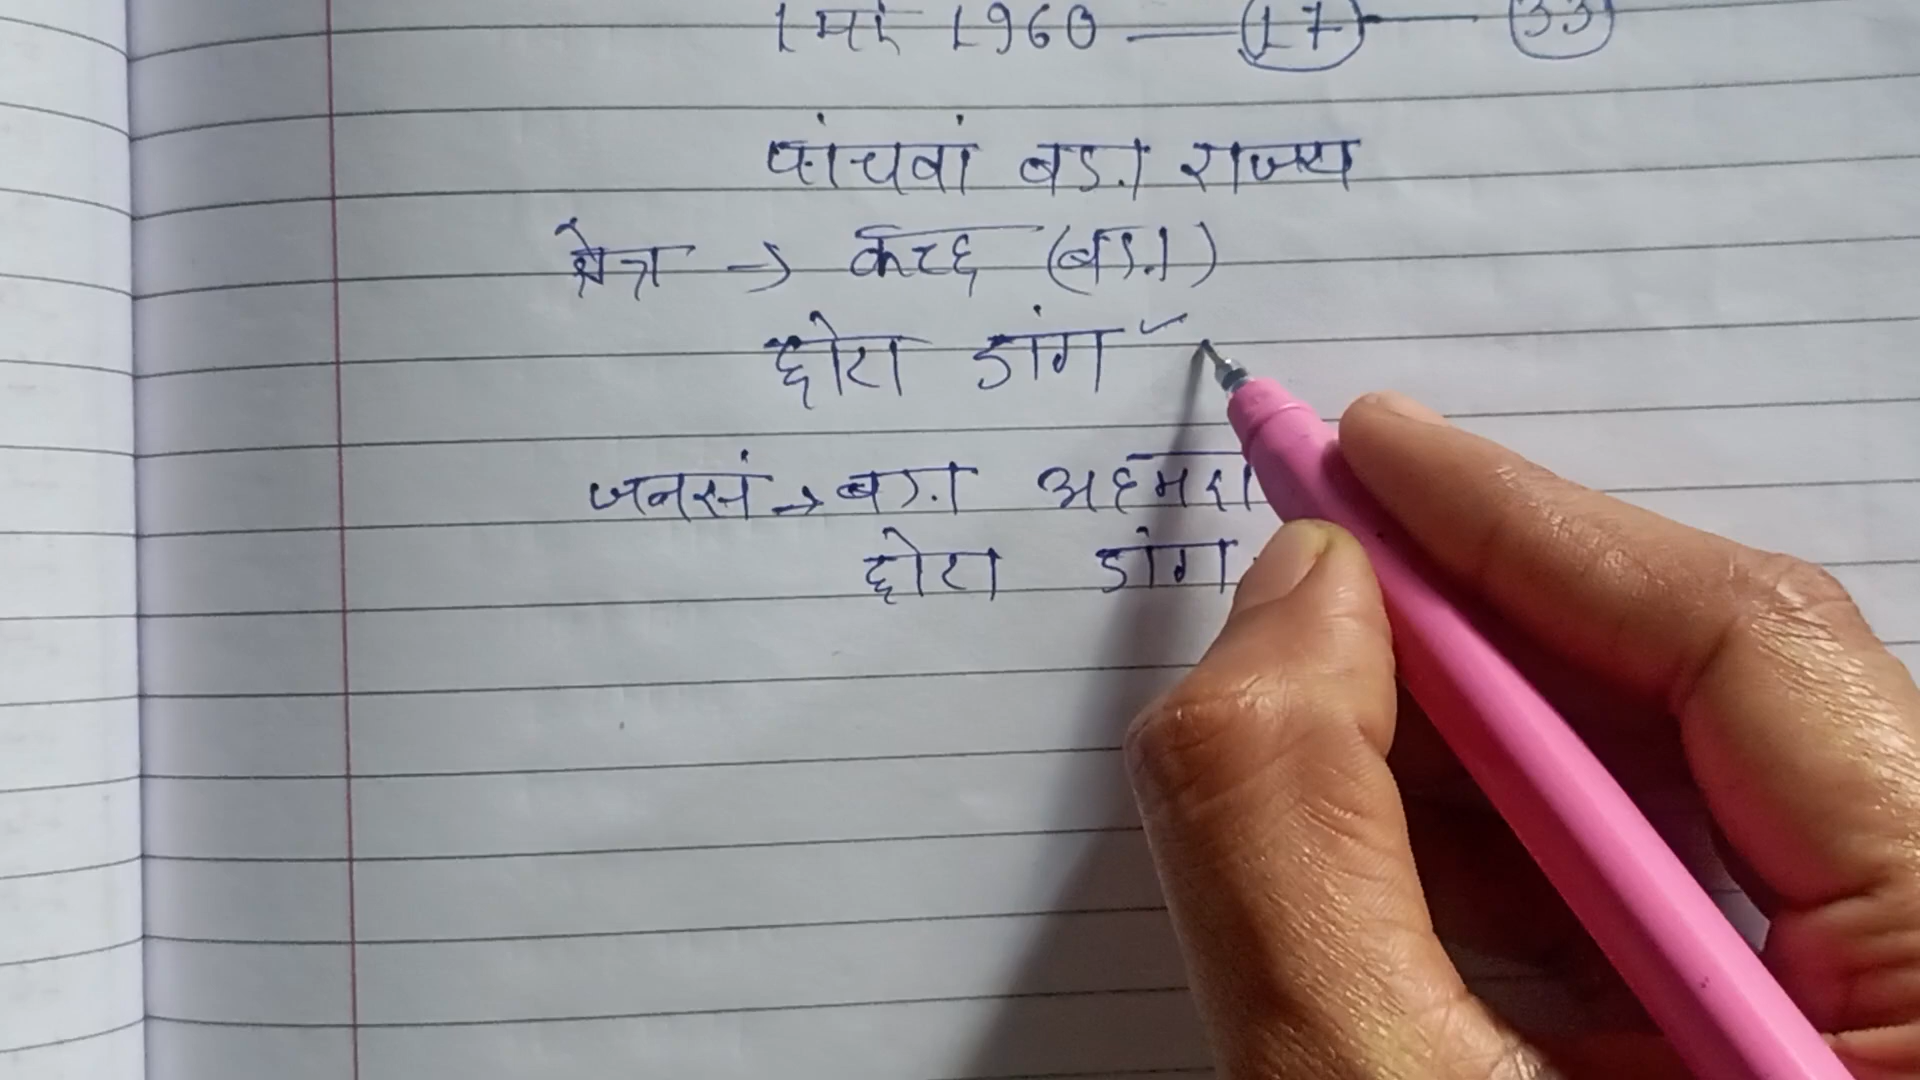 1 मई 1960 — 17 — 33
पांचवां बड़ा राज्य
क्षेत्र → कच्छ (बड़ा)
छोटा डांग ✓
जनसं → बड़ा अहमदा
छोटा डांग